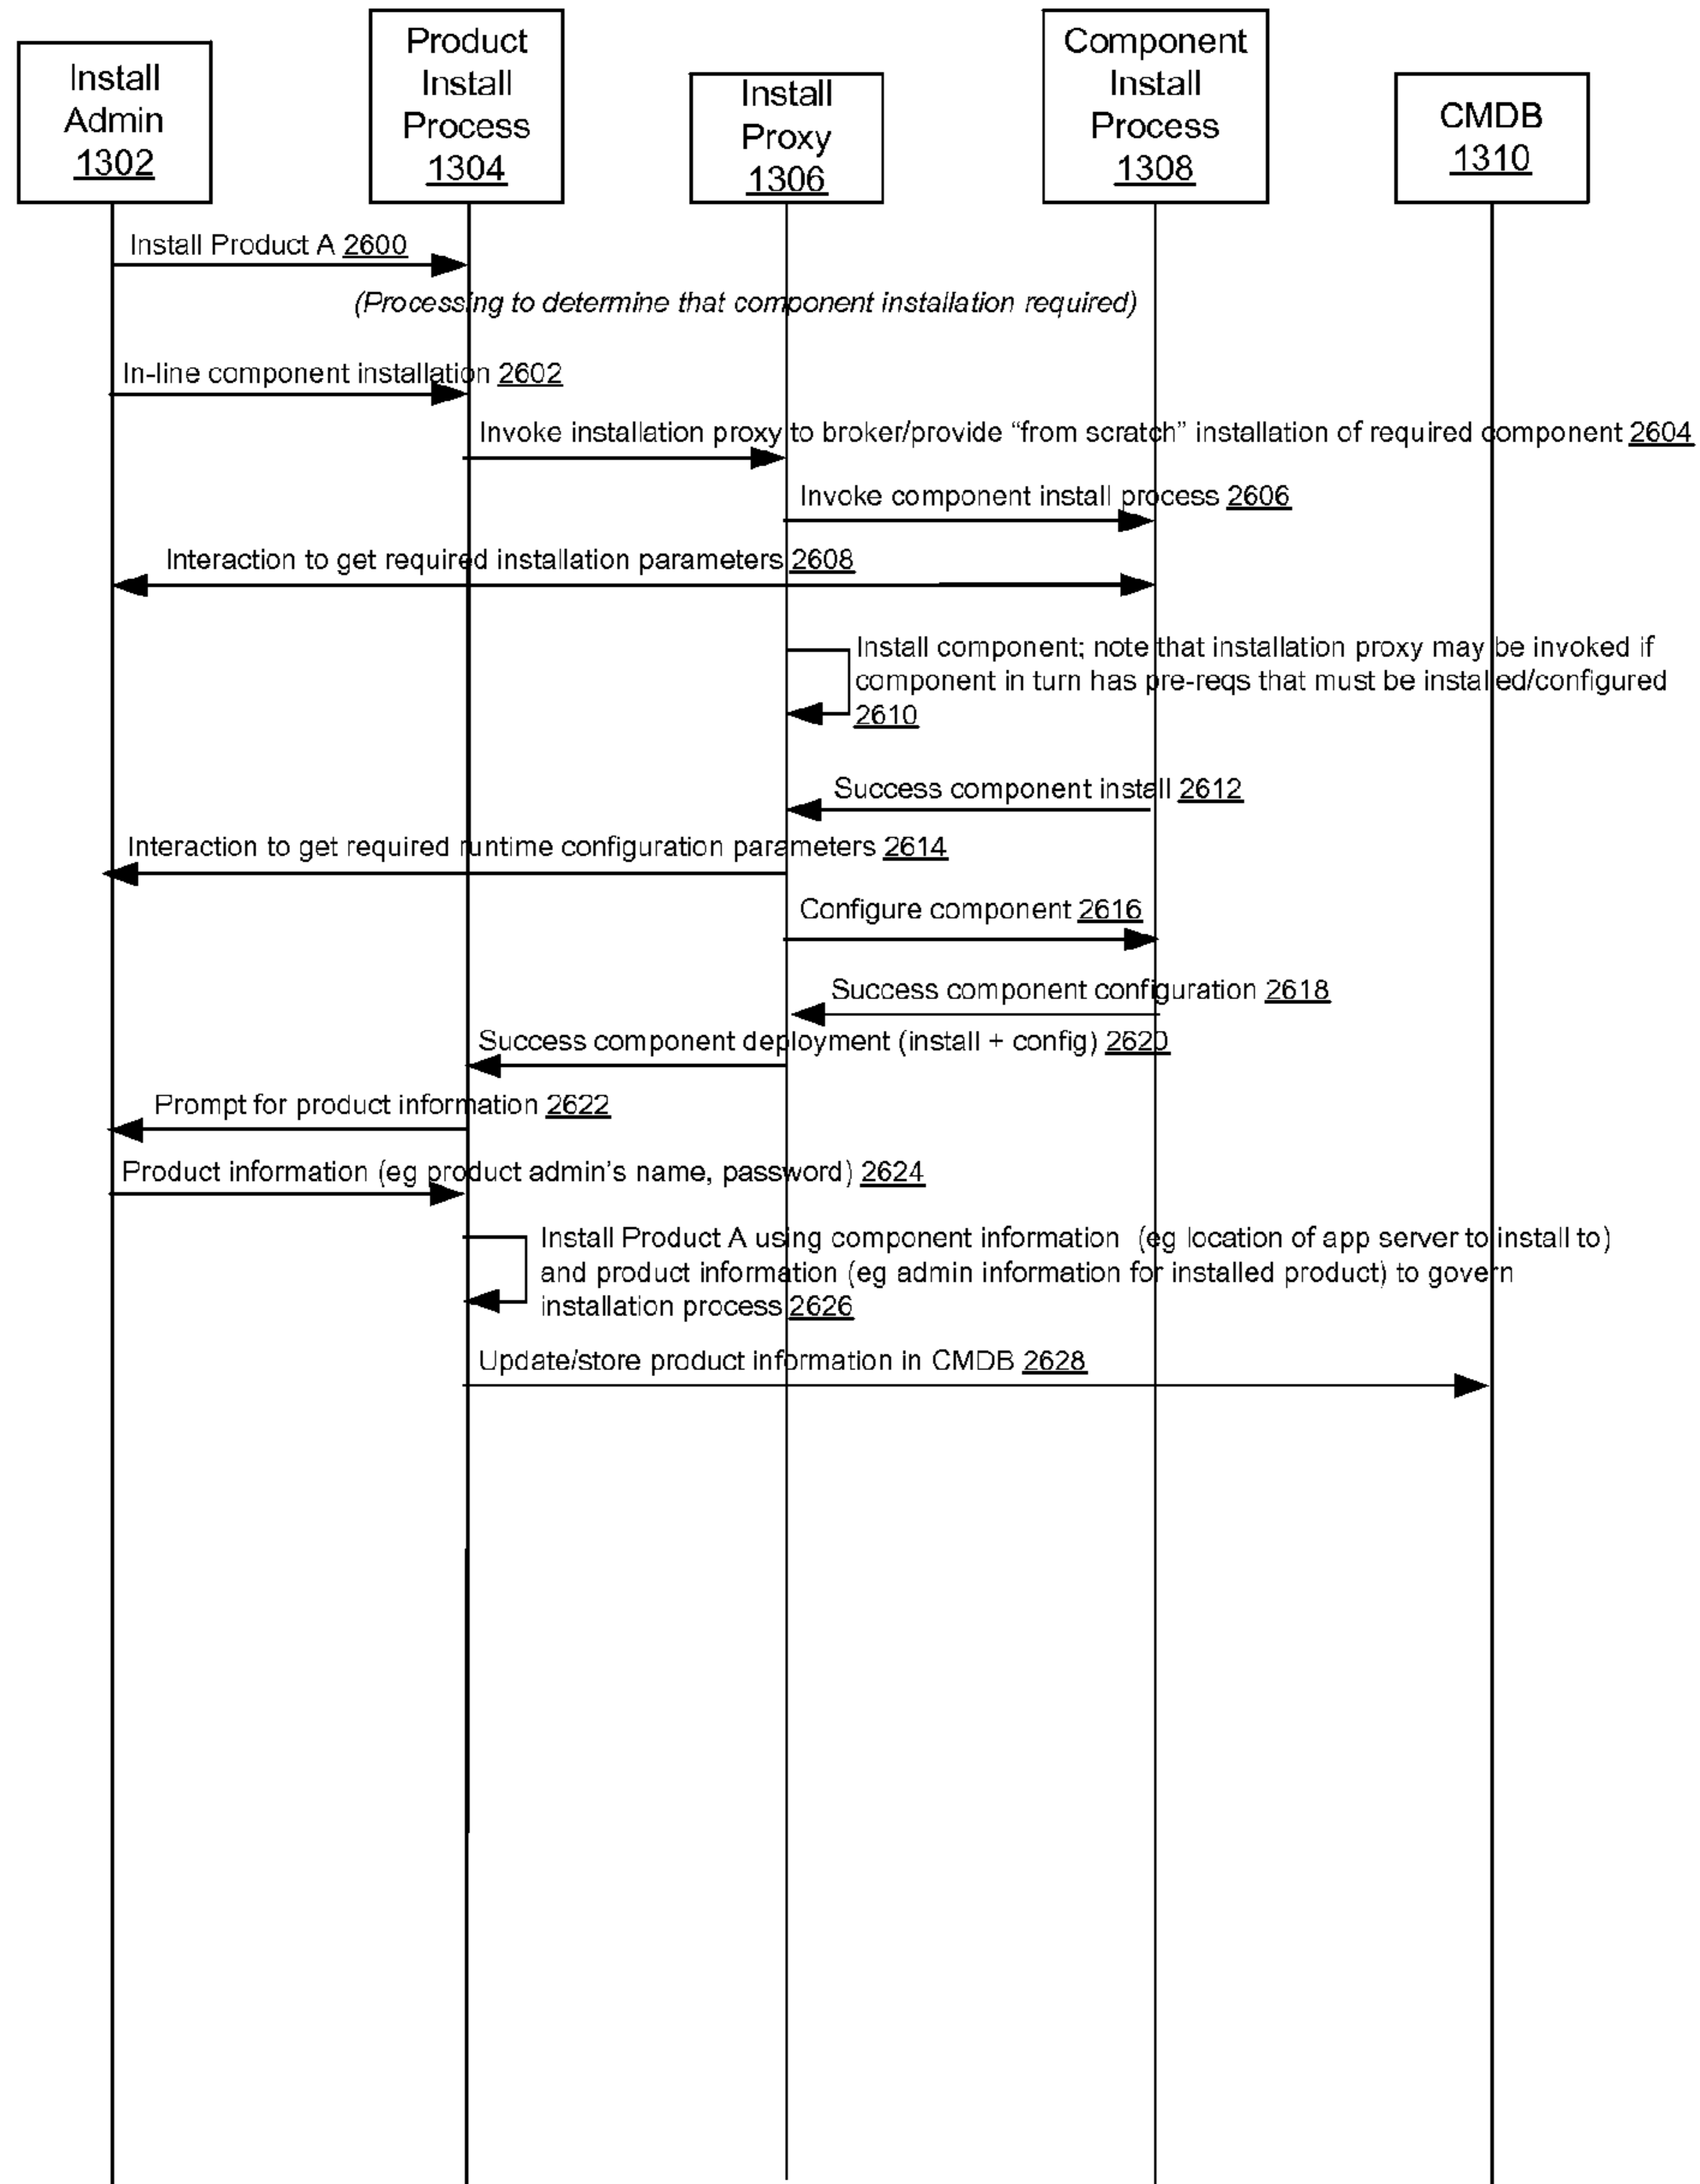 Install
Admin
1302
Product
Install
Process
1304
Install
Proxy
1306
Component
Install
Process
1308
CMDB
1310
Install Product A 2600
(Processing to determine that component installation required)
In-line component installation 2602
Invoke installation proxy to broker/provide “from scratch” installation of required component 2604
Invoke component install process 2606
Interaction to get required installation parameters 2608
Install component; note that installation proxy may be invoked if
component in turn has pre-reqs that must be installed/configured
2610
Success component install 2612
Interaction to get required runtime configuration parameters 2614
Configure component 2616
Success component configuration 2618
Success component deployment (install + config) 2620
Prompt for product information 2622
Product information (eg product admin’s name, password) 2624
Install Product A using component information (eg location of app server to install to)
and product information (eg admin information for installed product) to govern
installation process 2626
Update/store product information in CMDB 2628